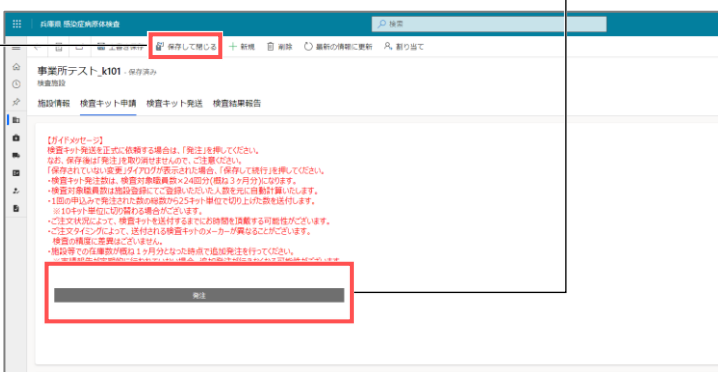 兵庫県 感染症病原体検査
検索
上書き保存 保存して閉じる 新規 削除 最新の情報に更新 割り当て
事業所テスト_k101 - 保存済み
検査施設
施設情報 検査キット申請 検査キット発送 検査結果報告
【ガイドメッセージ】
検査キット発送を正式に依頼する場合は、「発注」を押してください。
なお、保存後は「発注」を取り消せませんので、ご注意ください。
「保存されていない変更」ダイアログが表示された場合、「保存して続行」を押してください。
・検査キット発注数は、検査対象職員数×24回分(概ね3ヶ月分)になります。
・検査対象職員数は施設登録にてご登録いただいた人数を元に自動計算いたします。
・1回の申込みで発注された数の総数から25キット単位で切り上げた数を送付します。
※10キット単位に切り替わる場合がございます。
・ご注文状況によって、検査キットを送付するまでにお時間を頂戴する可能性がございます。
・ご注文タイミングによって、送付される検査キットのメーカーが異なることがございます。
検査の精度に差異はございません。
・施設等での在庫数が概ね1ヶ月分となった時点で追加発注を行ってください。
発注